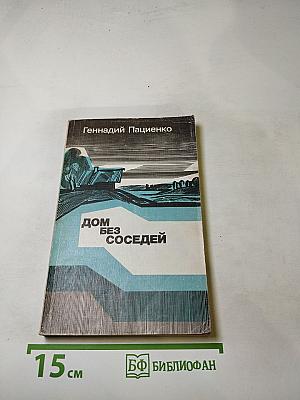 Геннадий Пациенко
ДОМ
БЕЗ
СОСЕДЕЙ
15 см
БФ БИБЛИОФАН